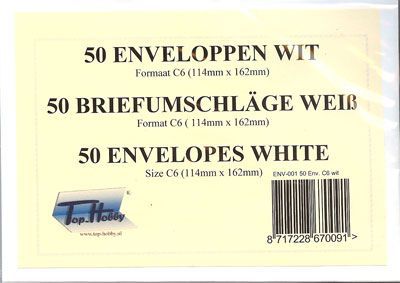 50 ENVELOPPEN WIT
Formaat C6 (114mm x 162mm)
50 BRIEFUMSCHLÄGE WEIß
Format C6 ( 114mm x 162mm)
50 ENVELOPES WHITE
Size C6 (114mm x 162mm)
ENV-001 50 Env. C6 wit
®
Top-Hobby
www.top-hobby.nl
8 717228 670091 >